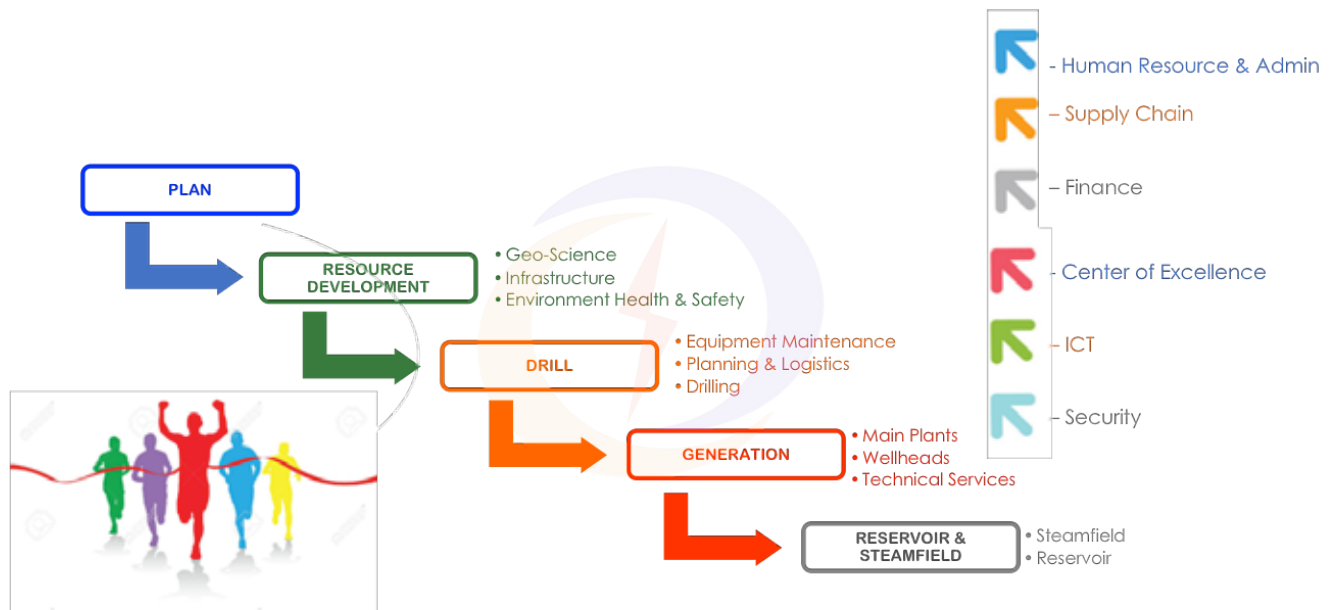 PLAN
RESOURCE
DEVELOPMENT
• Geo-Science
• Infrastructure
• Environment Health & Safety
DRILL
• Equipment Maintenance
• Planning & Logistics
• Drilling
GENERATION
• Main Plants
• Wellheads
• Technical Services
RESERVOIR &
STEAMFIELD
• Steamfield
• Reservoir
- Human Resource & Admin
– Supply Chain
– Finance
- Center of Excellence
- ICT
- Security